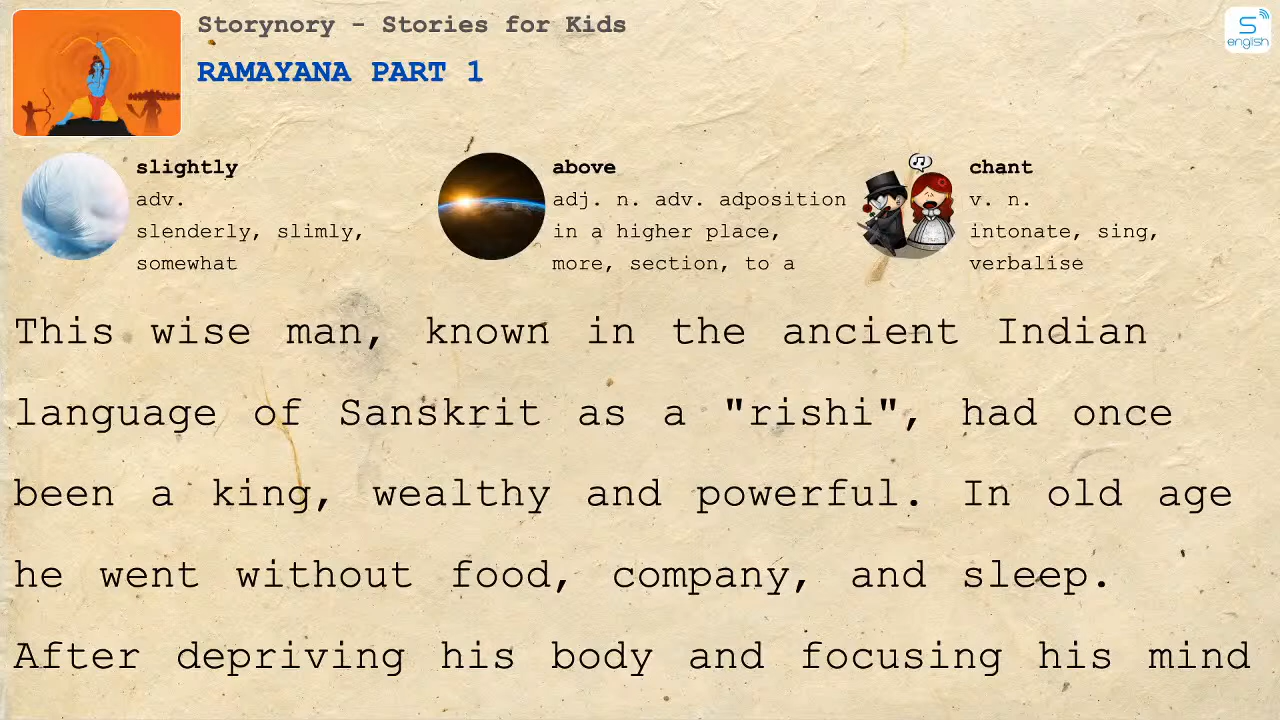 Storynory - Stories for Kids
RAMAYANA PART 1
S
english
slightly
adv.
slenderly, slimly,
somewhat
above
adj. n. adv. adposition
in a higher place,
more, section, to a
chant
v. n.
intonate, sing,
verbalise
This wise man, known in the ancient Indian
language of Sanskrit as a "rishi", had once
been a king, wealthy and powerful. In old age
he went without food, company, and sleep.
After depriving his body and focusing his mind